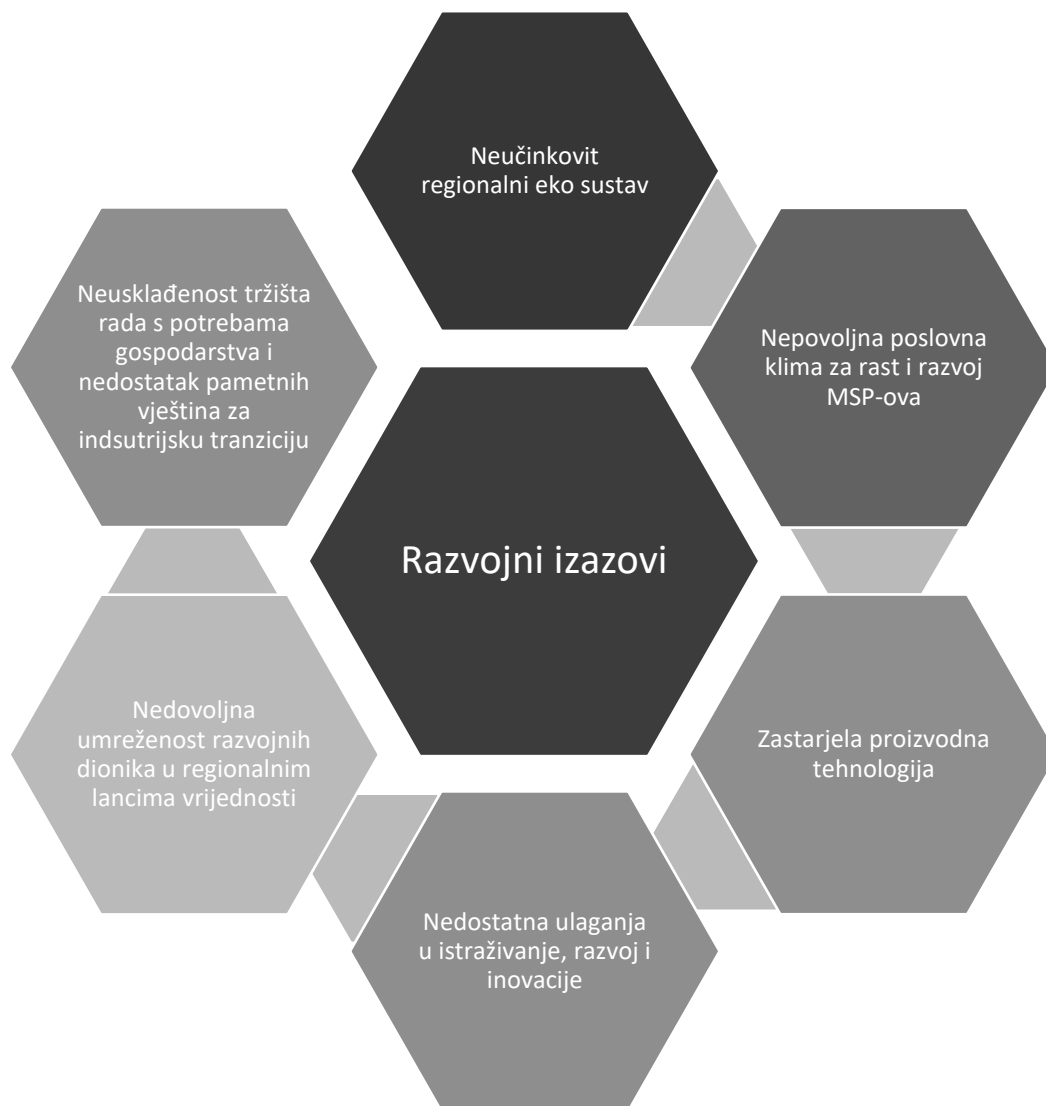 Neučinkovit
regionalni eko sustav
Nepovoljna poslovna
klima za rast i razvoj
MSP-ova
Zastarjela proizvodna
tehnologija
Nedostatna ulaganja
u istraživanje, razvoj i
inovacije
Nedovoljna
umreženost razvojnih
dionika u regionalnim
lancima vrijednosti
Neusklađenost tržišta
rada s potrebama
gospodarstva i
nedostatak pametnih
vještina za
indsutrijsku tranziciju
Razvojni izazovi